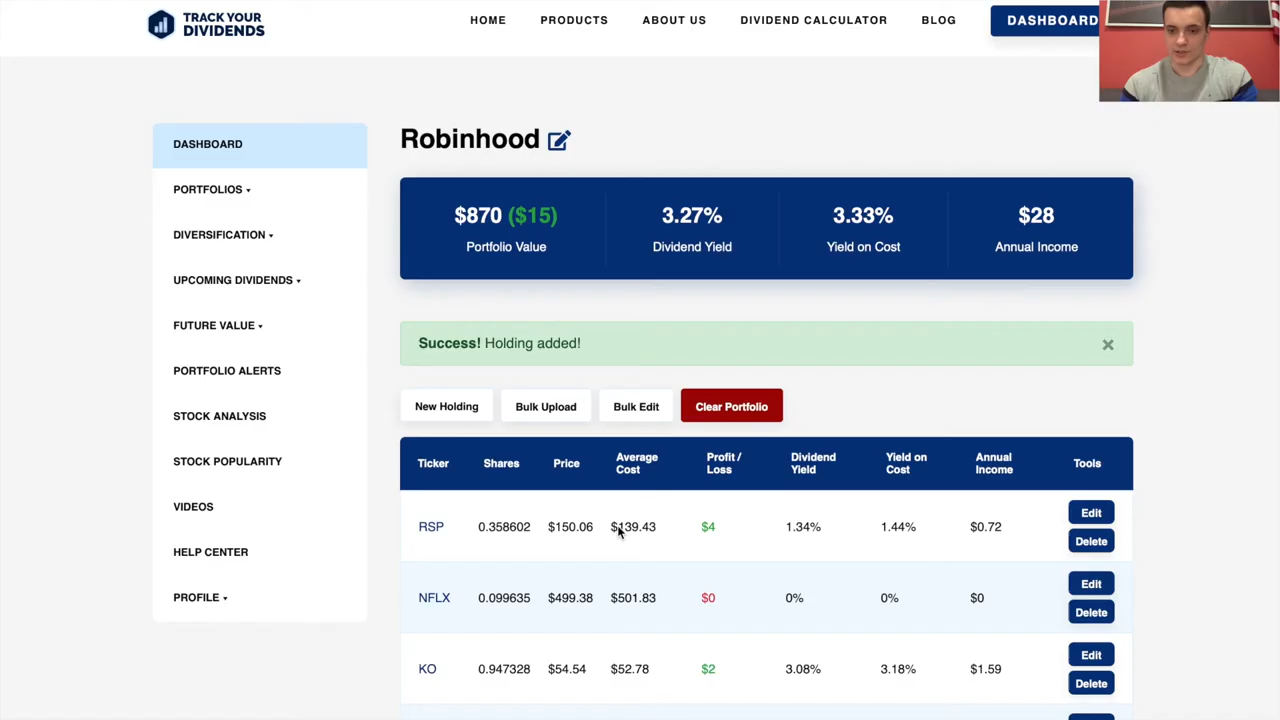 TRACK YOUR
DIVIDENDS
HOME PRODUCTS ABOUT US DIVIDEND CALCULATOR BLOG DASHBOARD
DASHBOARD
PORTFOLIOS
DIVERSIFICATION
UPCOMING DIVIDENDS
FUTURE VALUE
PORTFOLIO ALERTS
STOCK ANALYSIS
STOCK POPULARITY
VIDEOS
HELP CENTER
PROFILE
Robinhood
$870 ($15) 3.27% 3.33% $28
Portfolio Value Dividend Yield Yield on Cost Annual Income
Success! Holding added! ×
New Holding Bulk Upload Bulk Edit Clear Portfolio
Ticker Shares Price Average Cost Profit / Loss Dividend Yield Yield on Cost Annual Income Tools
RSP 0.358602 $150.06 $139.43 $4 1.34% 1.44% $0.72 Edit
Delete
NFLX 0.099635 $499.38 $501.83 $0 0% 0% $0 Edit
Delete
KO 0.947328 $54.54 $52.78 $2 3.08% 3.18% $1.59 Edit
Delete